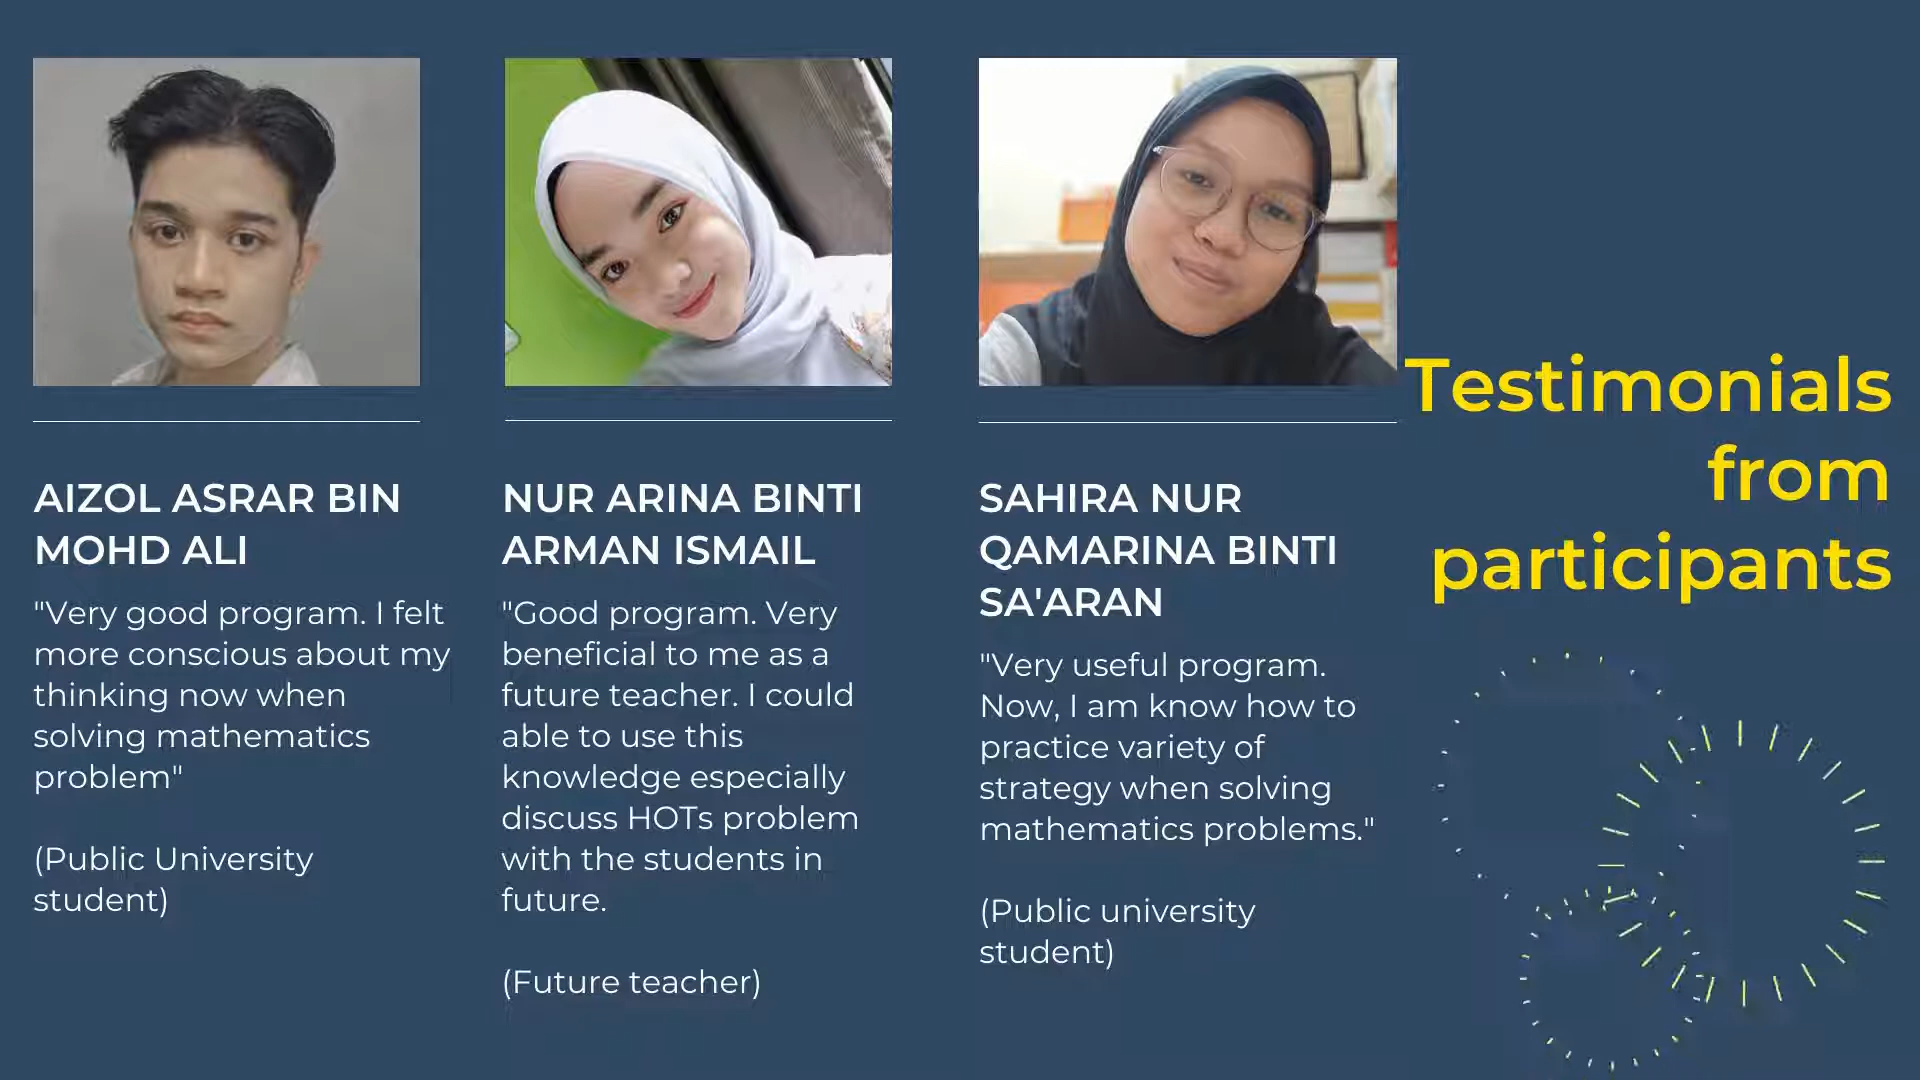 AIZOL ASRAR BIN
MOHD ALI
"Very good program. I felt
more conscious about my
thinking now when
solving mathematics
problem"
(Public University
student)
NUR ARINA BINTI
ARMAN ISMAIL
"Good program. Very
beneficial to me as a
future teacher. I could
able to use this
knowledge especially
discuss HOTs problem
with the students in
future.
(Future teacher)
SAHIRA NUR
QAMARINA BINTI
SA'ARAN
"Very useful program.
Now, I am know how to
practice variety of
strategy when solving
mathematics problems."
(Public university
student)
Testimonials
from
participants